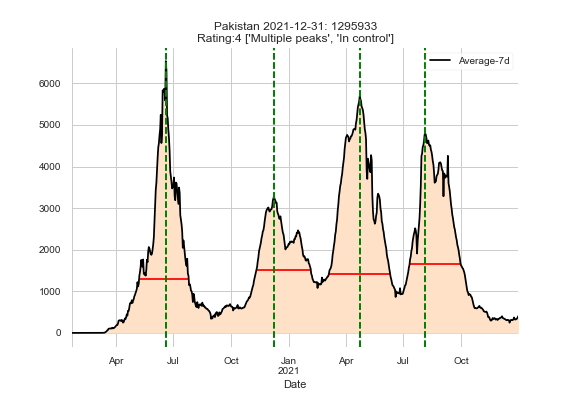 Pakistan 2021-12-31: 1295933
Rating:4 ['Multiple peaks', 'In control']
Average-7d
6000
5000
4000
3000
2000
1000
0
Apr Jul Oct Jan Apr Jul Oct
2021
Date